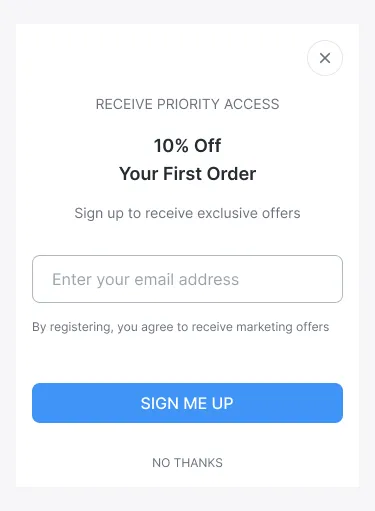 RECEIVE PRIORITY ACCESS
10% Off
Your First Order
Sign up to receive exclusive offers
Enter your email address
By registering, you agree to receive marketing offers
SIGN ME UP
NO THANKS